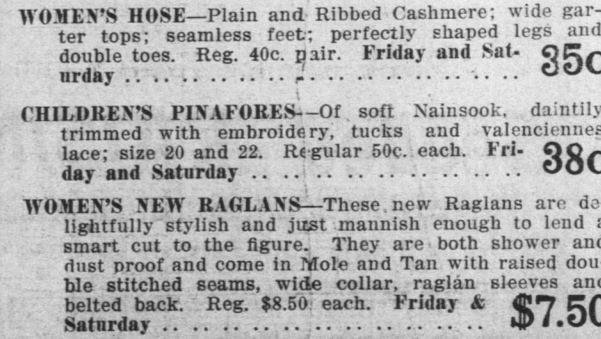 WOMEN'S HOSE—Plain and Ribbed Cashmere; wide gar-
ter tops; seamless feet; perfectly shaped legs and
double toes. Reg. 40c. pair. Friday and Sat- 35c
urday .. .. .. .. .. .. .. .. .. .. .. ..
CHILDREN'S PINAFORES—Of soft Nainsook, daintily
trimmed with embroidery, tucks and valenciennes
lace; size 20 and 22. Regular 50c. each. Fri- 38c
day and Saturday .. .. .. .. .. .. .. ..
WOMEN'S NEW RAGLANS—These new Raglans are de-
lightfully stylish and just mannish enough to lend a
smart cut to the figure. They are both shower and
dust proof and come in Mole and Tan with raised dou-
ble stitched seams, wide collar, raglan sleeves and
belted back. Reg. $8.50 each. Friday & $7.50
Saturday .. .. .. .. .. .. .. .. .. .. ..